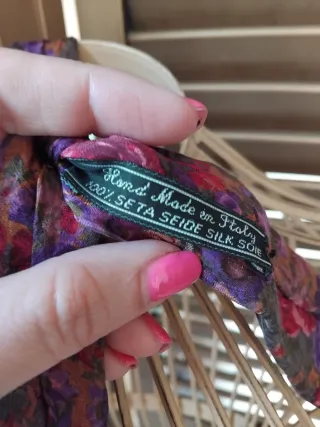 Hand Made in Italy
100% SETA SEIDE SILK SOIE